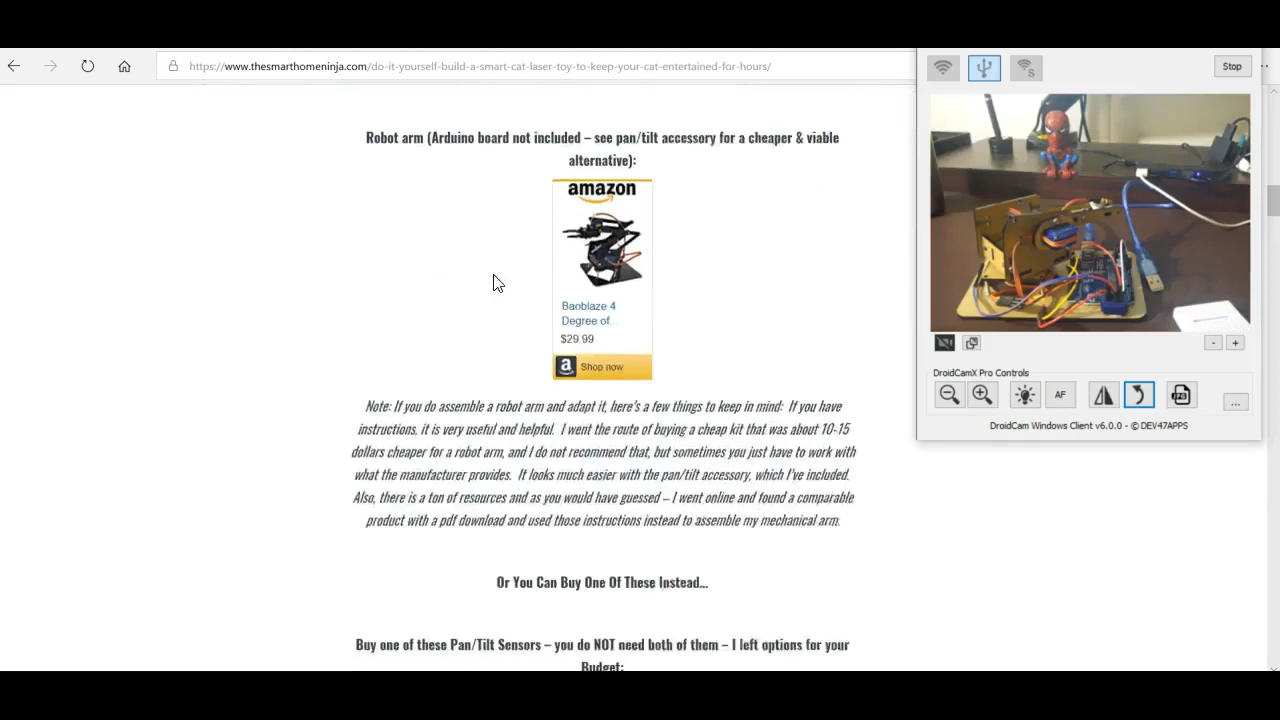 https://www.thesmarthomeninja.com/do-it-yourself-build-a-smart-cat-laser-toy-to-keep-your-cat-entertained-for-hours/
Stop
Robot arm (Arduino board not included – see pan/tilt accessory for a cheaper & viable
alternative):
amazon
Baoblaze 4
Degree of...
$29.99
a Shop now
DroidCamX Pro Controls
AF
JPG
...
DroidCam Windows Client v6.0.0 - © DEV47APPS
Note: If you do assemble a robot arm and adapt it, here's a few things to keep in mind: If you have
instructions, it is very useful and helpful. I went the route of buying a cheap kit that was about 10-15
dollars cheaper for a robot arm, and I do not recommend that, but sometimes you just have to work with
what the manufacturer provides. It looks much easier with the pan/tilt accessory, which I've included.
Also, there is a ton of resources and as you would have guessed – I went online and found a comparable
product with a pdf download and used those instructions instead to assemble my mechanical arm.
Or You Can Buy One Of These Instead...
Buy one of these Pan/Tilt Sensors – you do NOT need both of them – I left options for your
Budget: